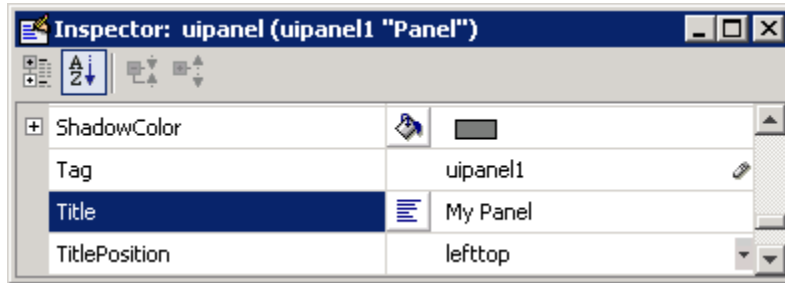 Inspector: uipanel (uipanel1 "Panel")
A Z
ShadowColor
Tag uipanel1
Title My Panel
TitlePosition lefttop